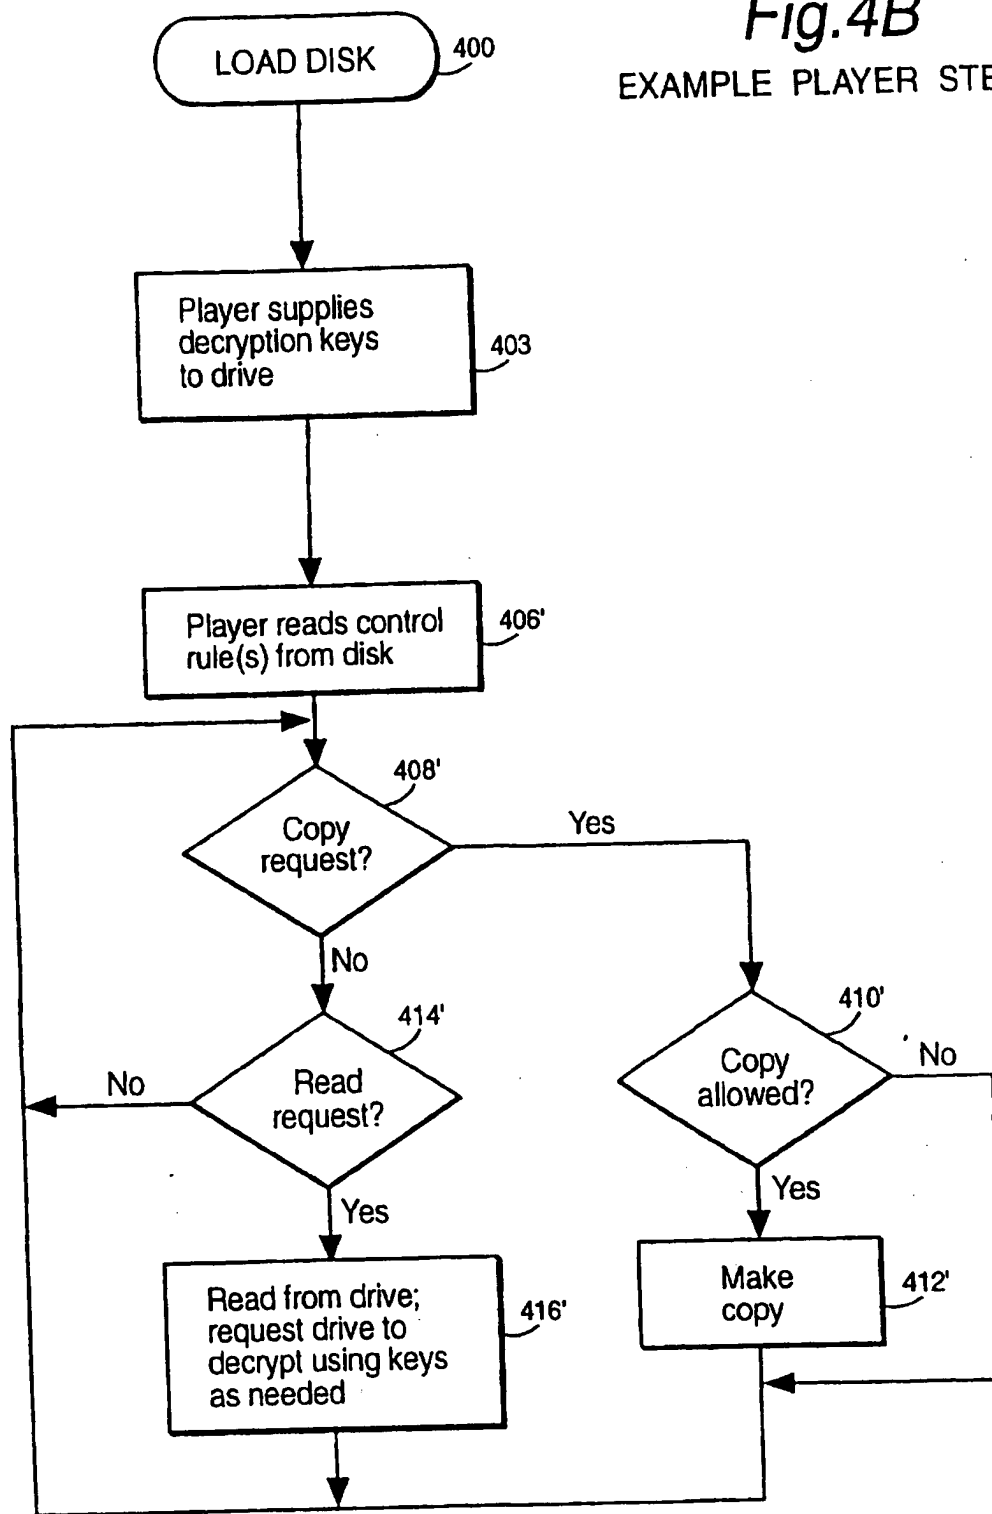 Fig.4B
EXAMPLE PLAYER STE
LOAD DISK
400
Player supplies
decryption keys
to drive
403
Player reads control
rule(s) from disk
406'
Copy
request?
408'
Yes
No
Read
request?
414'
No
Yes
Copy
allowed?
410'
No
Yes
Make
copy
412'
Read from drive;
request drive to
decrypt using keys
as needed
416'